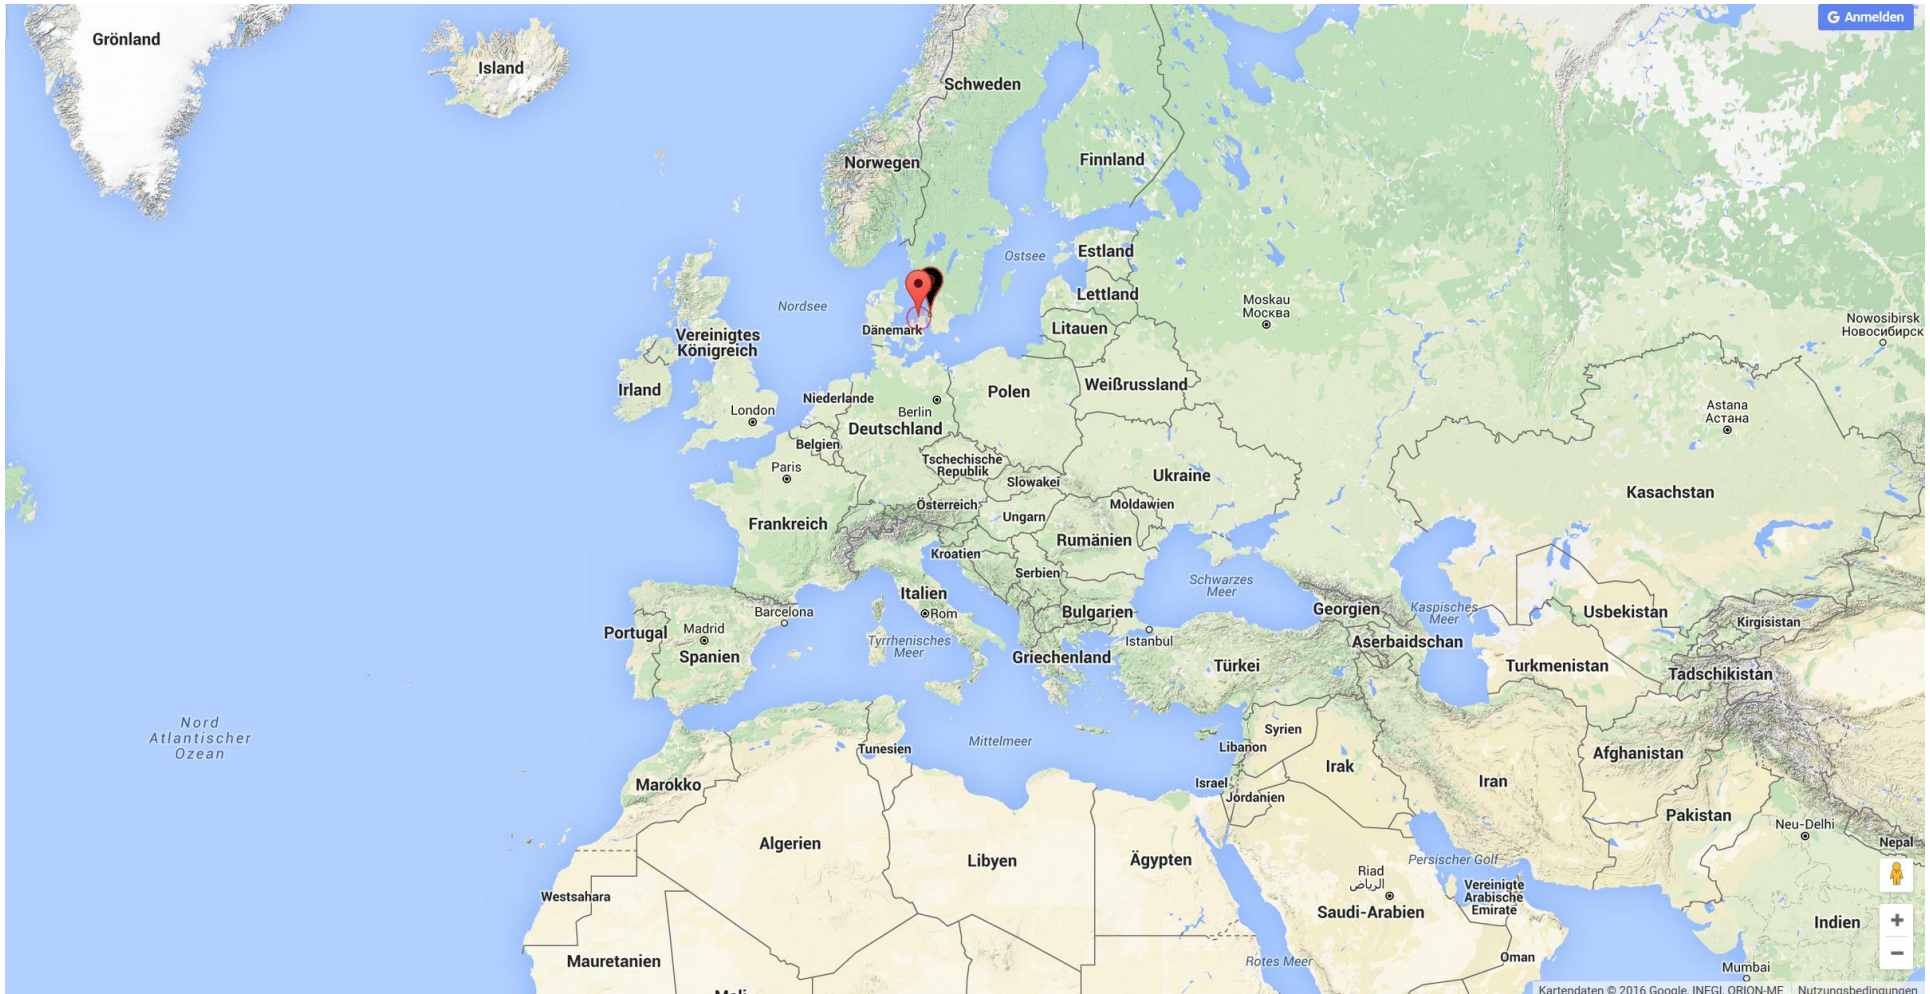 Anmelden
Grönland
Island
Schweden
Norwegen
Finnland
Estland
Ostsee
Lettland
Nordsee
Moskau
Москва
Dänemark
Litauen
Nowosibirsk
Новосибирск
Vereinigtes
Königreich
Irland
Niederlande
Polen
Weißrussland
London
Berlin
Deutschland
Astana
Астана
Belgien
Paris
Tschechische
Republik
Slowakei
Ukraine
Kasachstan
Österreich
Moldawien
Frankreich
Ungarn
Rumänien
Kroatien
Serbien
Schwarzes
Meer
Italien
Rom
Barcelona
Bulgarien
Georgien
Kaspisches
Meer
Usbekistan
Kirgisistan
Portugal
Madrid
Spanien
Tyrrhenisches
Meer
Istanbul
Aserbaidschan
Griechenland
Türkei
Turkmenistan
Tadschikistan
Nord
Atlantischer
Ozean
Mittelmeer
Tunesien
Syrien
Libanon
Afghanistan
Irak
Marokko
Israel
Jordanien
Iran
Pakistan
Neu-Delhi
Nepal
Algerien
Libyen
Ägypten
Persischer Golf
Riad
الرياض
Westsahara
Vereinigte
Arabische
Emirate
Saudi-Arabien
Indien
Mauretanien
Rotes Meer
Oman
Mumbai
Mali
Kartendaten © 2016 Google, INEGI, ORION-ME
Nutzungsbedingungen